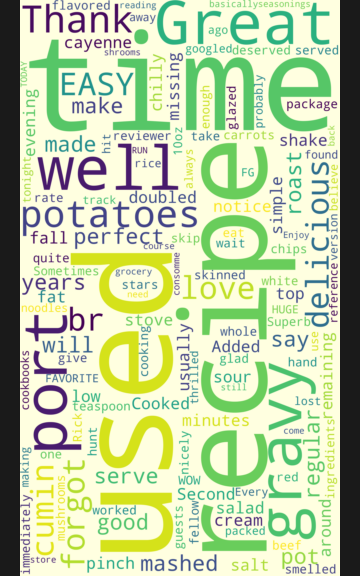 flavored reading basicallyseasonings
Thank away Great ago
cayenne shrooms googled deserved served
TODAY time
EASY chilly missing enough glazed probably package
make
evening reviewer take carrots shake back
made hit RUN 10oz found
well rice always FG roast believe
tonight rate track doubled simple delicious version
potatoes notice reference
fall perfect skip eat Enjoy
course wait chips
quite consomme recipe
Sometimes grocery skinned white
years stars love top
fat need HUGE
noodles used Superb
port br stove whole say use
will cooking usually Added
give glad hand
cookbooks FAVORITE thrilled sour
low still gravy lost remaining
teaspoon Cooked
Rick minutes come
hunt nicely regular ingredients
one wOW red
making cumin forgot serve Second Every
mushrooms worked salad around
immediately good guests fellow cream
packed beef pot
store pinch mashed salt smelled